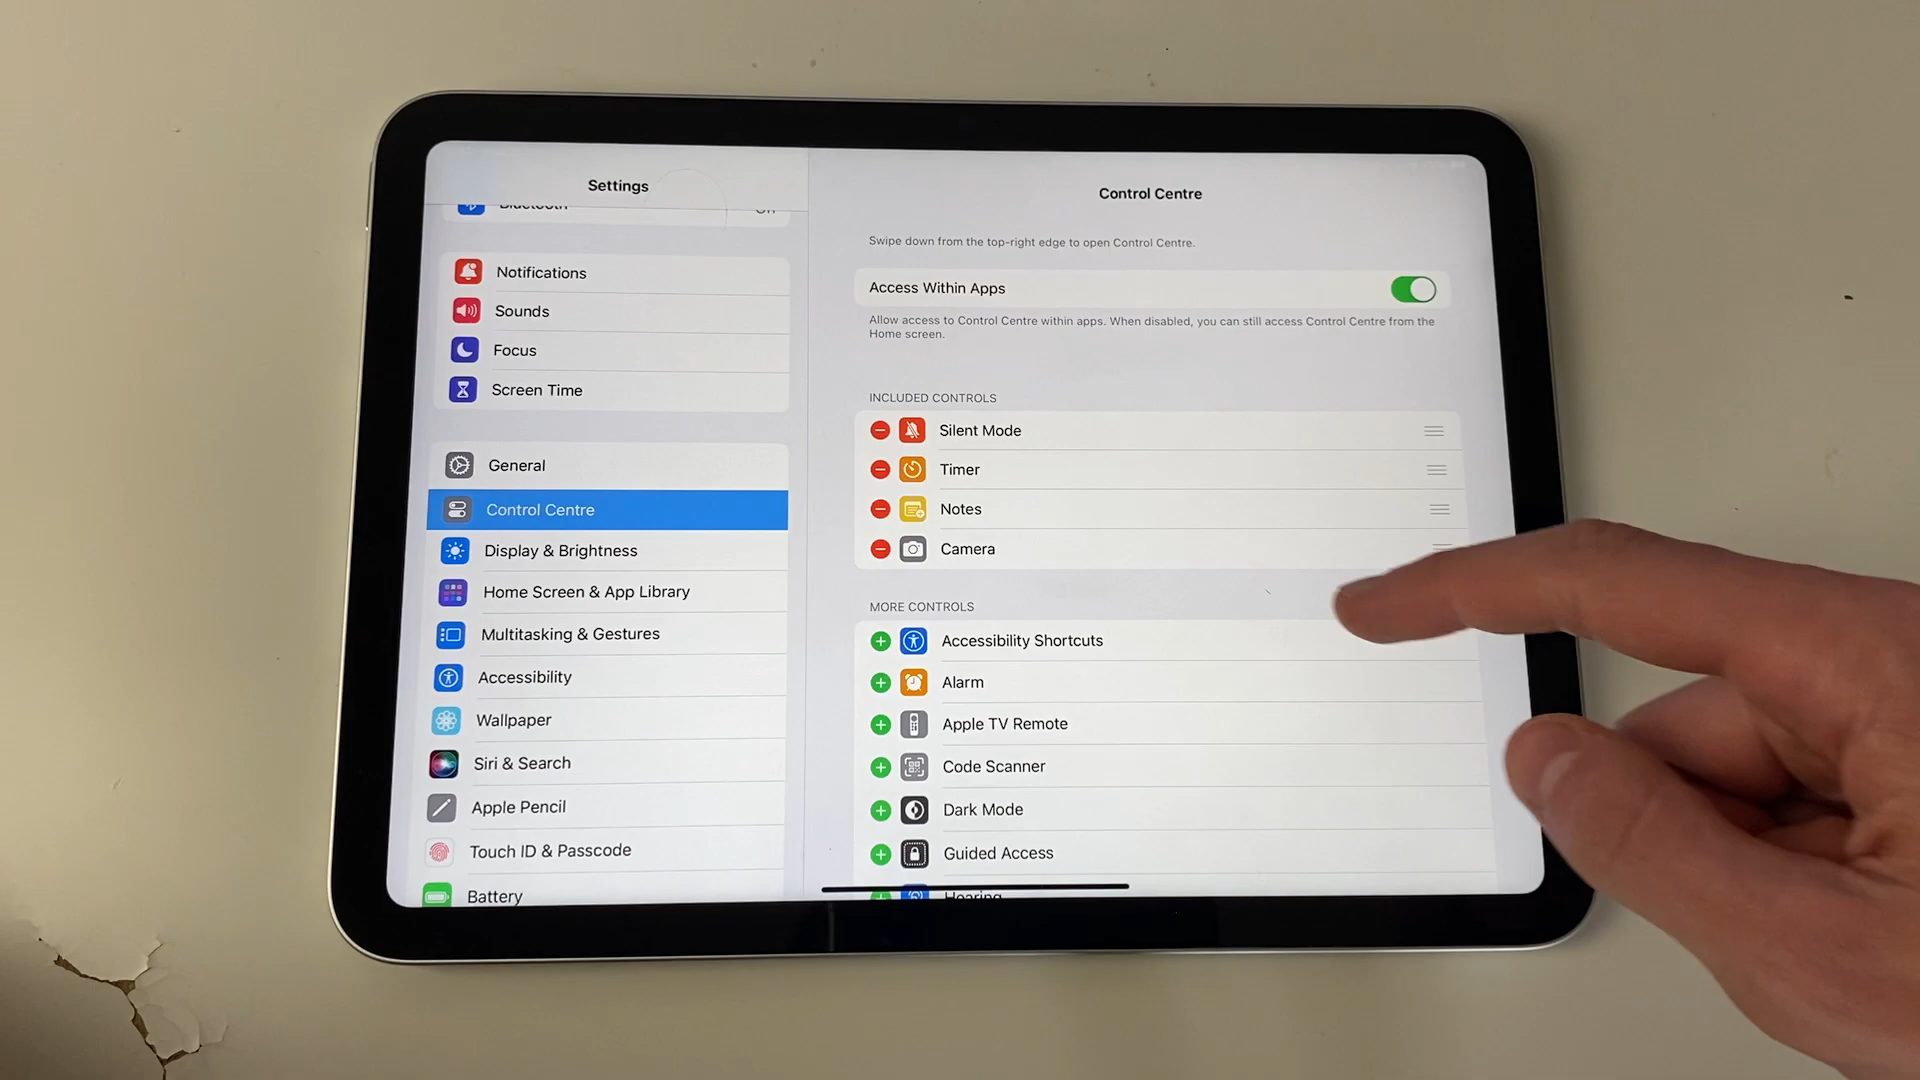 Settings
Bluetooth
Notifications
Sounds
Focus
Screen Time
General
Control Centre
Display & Brightness
Home Screen & App Library
Multitasking & Gestures
Accessibility
Wallpaper
Siri & Search
Apple Pencil
Touch ID & Passcode
Battery
Control Centre
Swipe down from the top-right edge to open Control Centre.
Access Within Apps
Allow access to Control Centre within apps. When disabled, you can still access Control Centre from the
Home screen.
INCLUDED CONTROLS
Silent Mode
Timer
Notes
Camera
MORE CONTROLS
Accessibility Shortcuts
Alarm
Apple TV Remote
Code Scanner
Dark Mode
Guided Access
Hearing